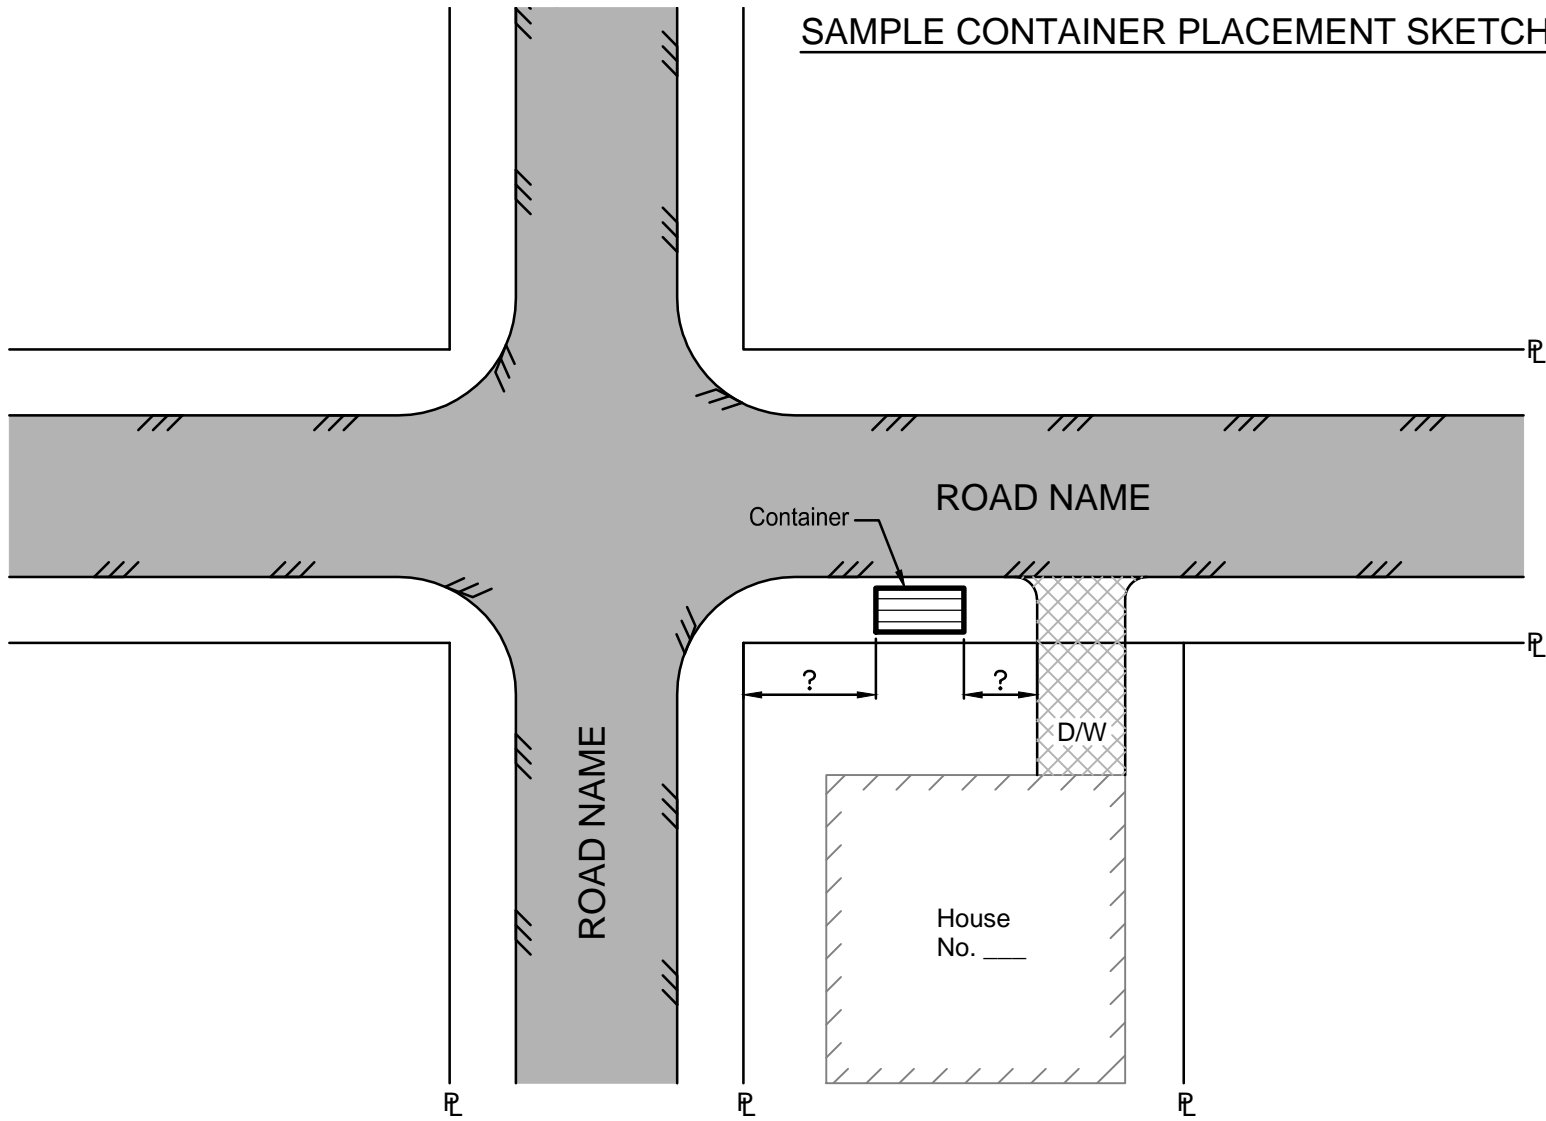 SAMPLE CONTAINER PLACEMENT SKETCH
℄
ROAD NAME
Container
℄
? ?
D/W
ROAD NAME
House
No. ___
℄ ℄ ℄